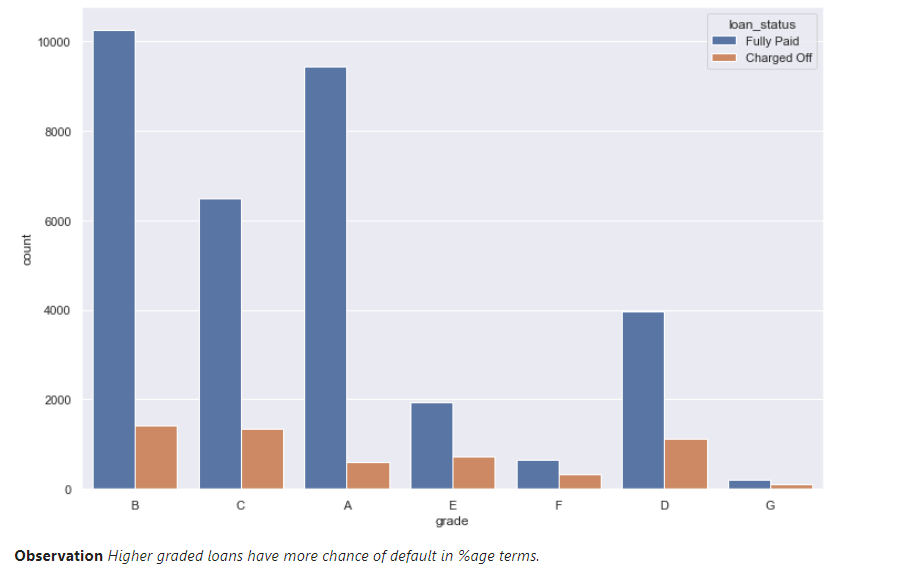 loan_status
Fully Paid
Charged Off
10000
8000
6000
4000
2000
0
count
B C A E F D G
grade
Observation Higher graded loans have more chance of default in %age terms.